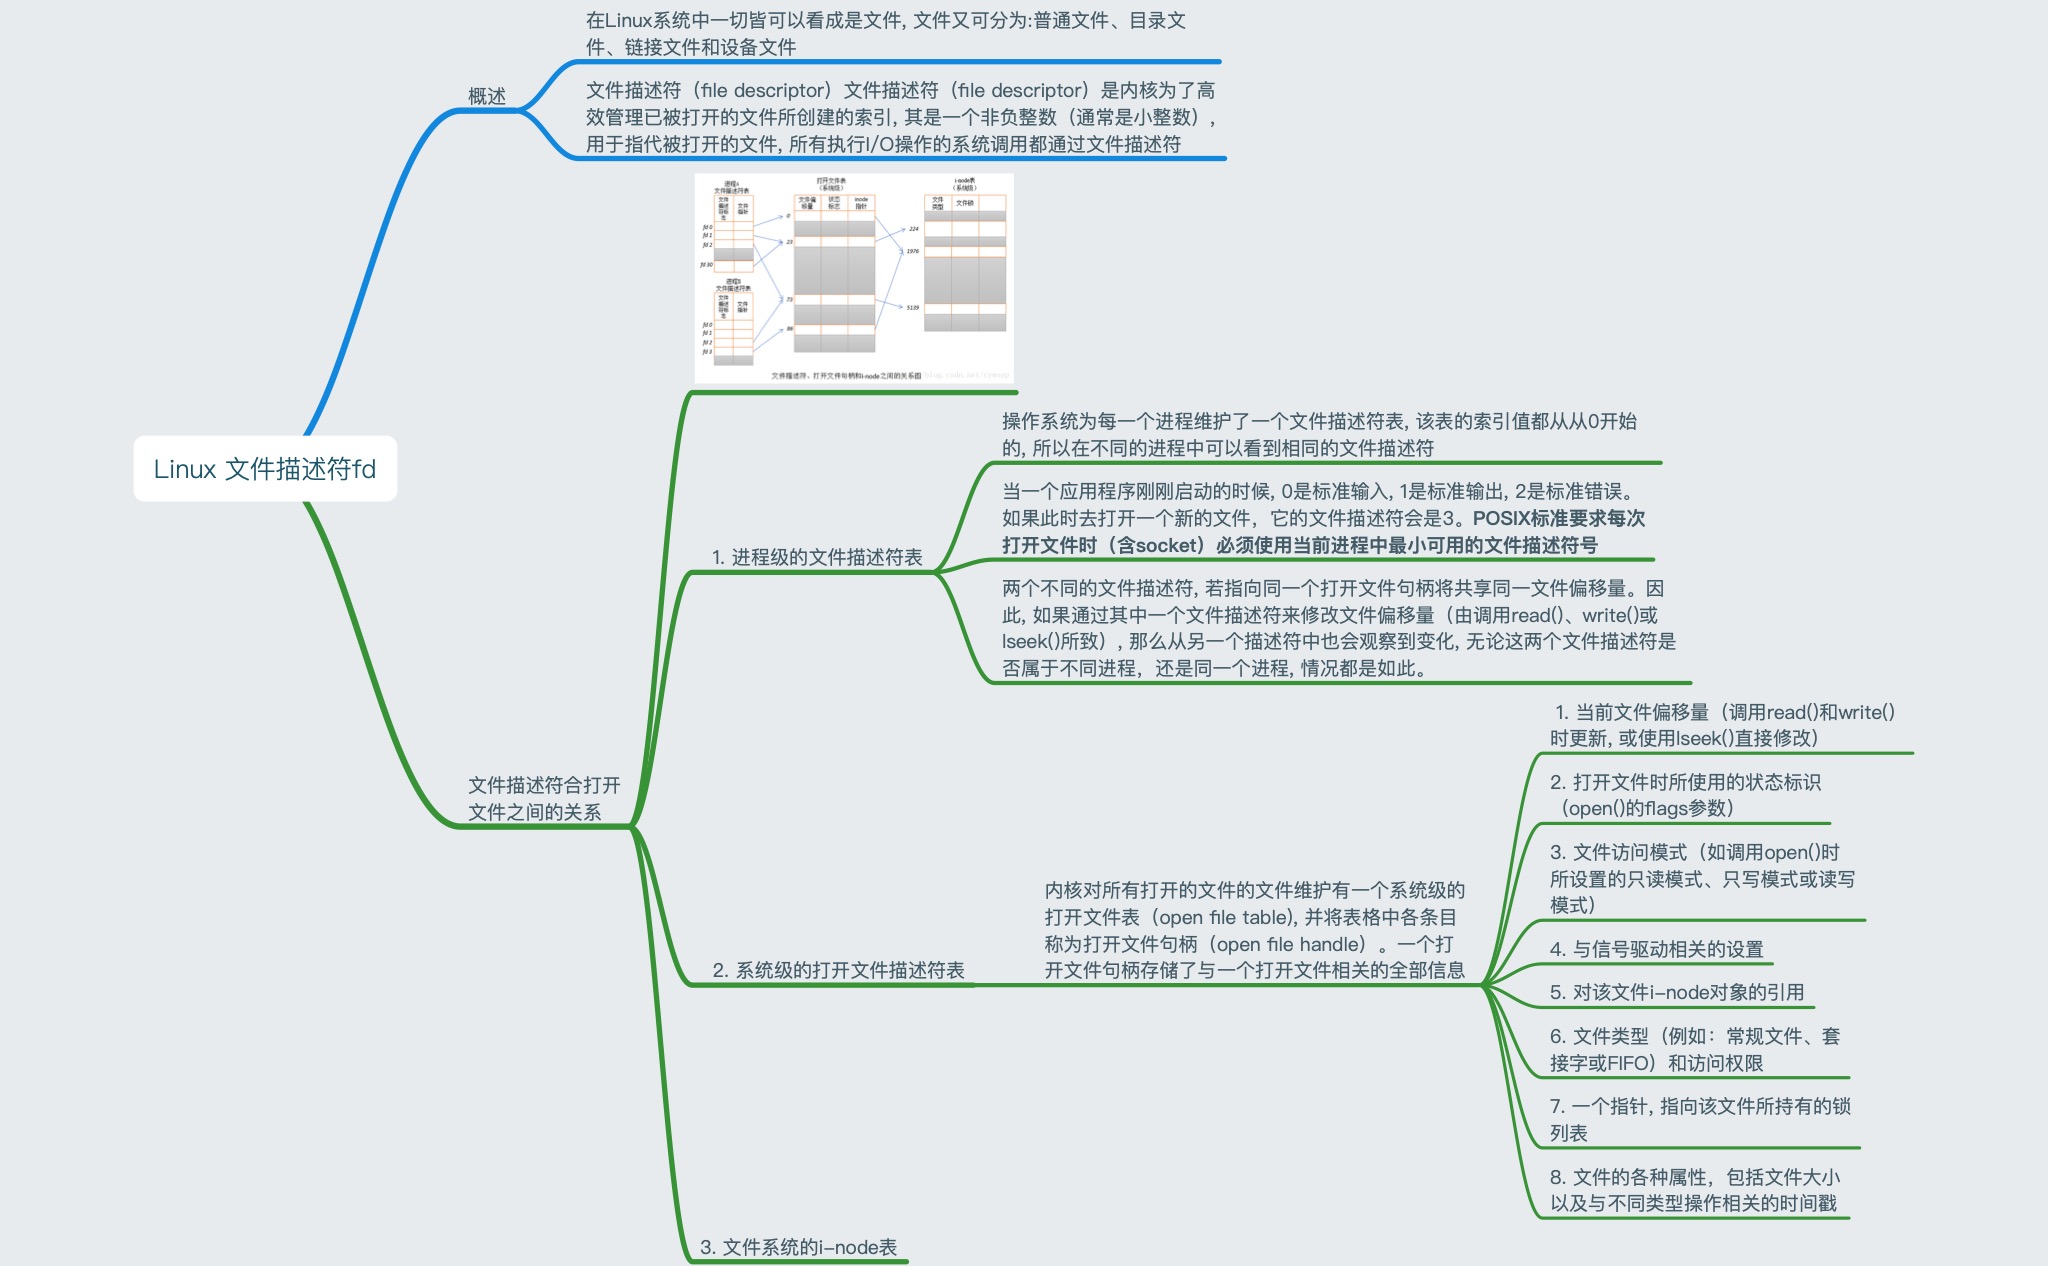 在Linux系统中一切皆可以看成是文件, 文件又可分为:普通文件、目录文
件、链接文件和设备文件
概述
文件描述符（file descriptor）文件描述符（file descriptor）是内核为了高
效管理已被打开的文件所创建的索引, 其是一个非负整数（通常是小整数）,
用于指代被打开的文件, 所有执行I/O操作的系统调用都通过文件描述符
进程A
文件描述符表
文件
描述
符标
志
文件
指针
fd 0
fd 1
fd 2
fd 30
进程B
文件描述符表
文件
描述
符标
志
文件
指针
fd 0
fd 1
fd 2
fd 3
打开文件表
（系统级）
文件偏
移量
状态
标志
inode
指针
0
23
73
86
i-node表
（系统级）
文件
类型
文件锁
224
1976
5139
文件描述符、打开文件句柄和i-node之间的关系图
Linux 文件描述符fd
文件描述符合打开
文件之间的关系
1. 进程级的文件描述符表
操作系统为每一个进程维护了一个文件描述符表, 该表的索引值都从从0开始
的, 所以在不同的进程中可以看到相同的文件描述符
当一个应用程序刚刚启动的时候, 0是标准输入, 1是标准输出, 2是标准错误。
如果此时去打开一个新的文件，它的文件描述符会是3。POSIX标准要求每次
打开文件时（含socket）必须使用当前进程中最小可用的文件描述符号
两个不同的文件描述符, 若指向同一个打开文件句柄将共享同一文件偏移量。因
此, 如果通过其中一个文件描述符来修改文件偏移量（由调用read()、write()或
lseek()所致）, 那么从另一个描述符中也会观察到变化, 无论这两个文件描述符是
否属于不同进程，还是同一个进程, 情况都是如此。
2. 系统级的打开文件描述符表
内核对所有打开的文件的文件维护有一个系统级的
打开文件表（open file table), 并将表格中各条目
称为打开文件句柄（open file handle）。一个打
开文件句柄存储了与一个打开文件相关的全部信息
1. 当前文件偏移量（调用read()和write()
时更新, 或使用lseek()直接修改）
2. 打开文件时所使用的状态标识
（open()的flags参数）
3. 文件访问模式（如调用open()时
所设置的只读模式、只写模式或读写
模式）
4. 与信号驱动相关的设置
5. 对该文件i-node对象的引用
6. 文件类型（例如：常规文件、套
接字或FIFO）和访问权限
7. 一个指针, 指向该文件所持有的锁
列表
8. 文件的各种属性，包括文件大小
以及与不同类型操作相关的时间戳
3. 文件系统的i-node表